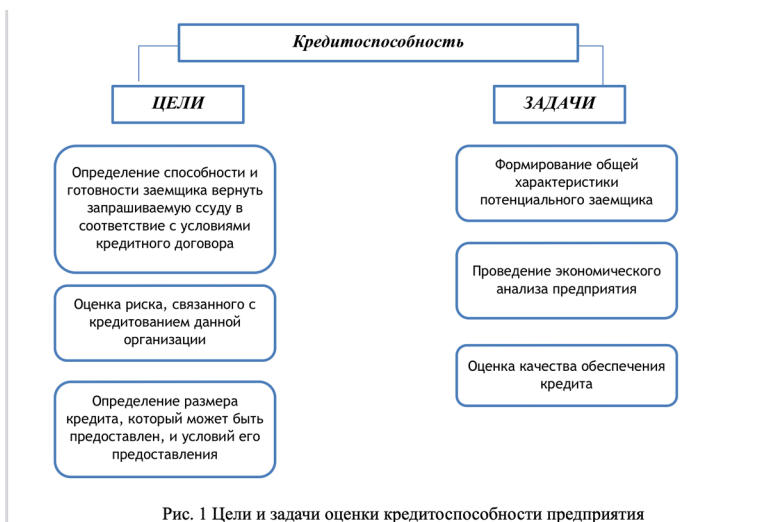 Кредитоспособность
ЦЕЛИ
Определение способности и
готовности заемщика вернуть
запрашиваемую ссуду в
соответствие с условиями
кредитного договора
Оценка риска, связанного с
кредитованием данной
организации
Определение размера
кредита, который может быть
предоставлен, и условий его
предоставления
ЗАДАЧИ
Формирование общей
характеристики
потенциального заемщика
Проведение экономического
анализа предприятия
Оценка качества обеспечения
кредита
Рис. 1 Цели и задачи оценки кредитоспособности предприятия